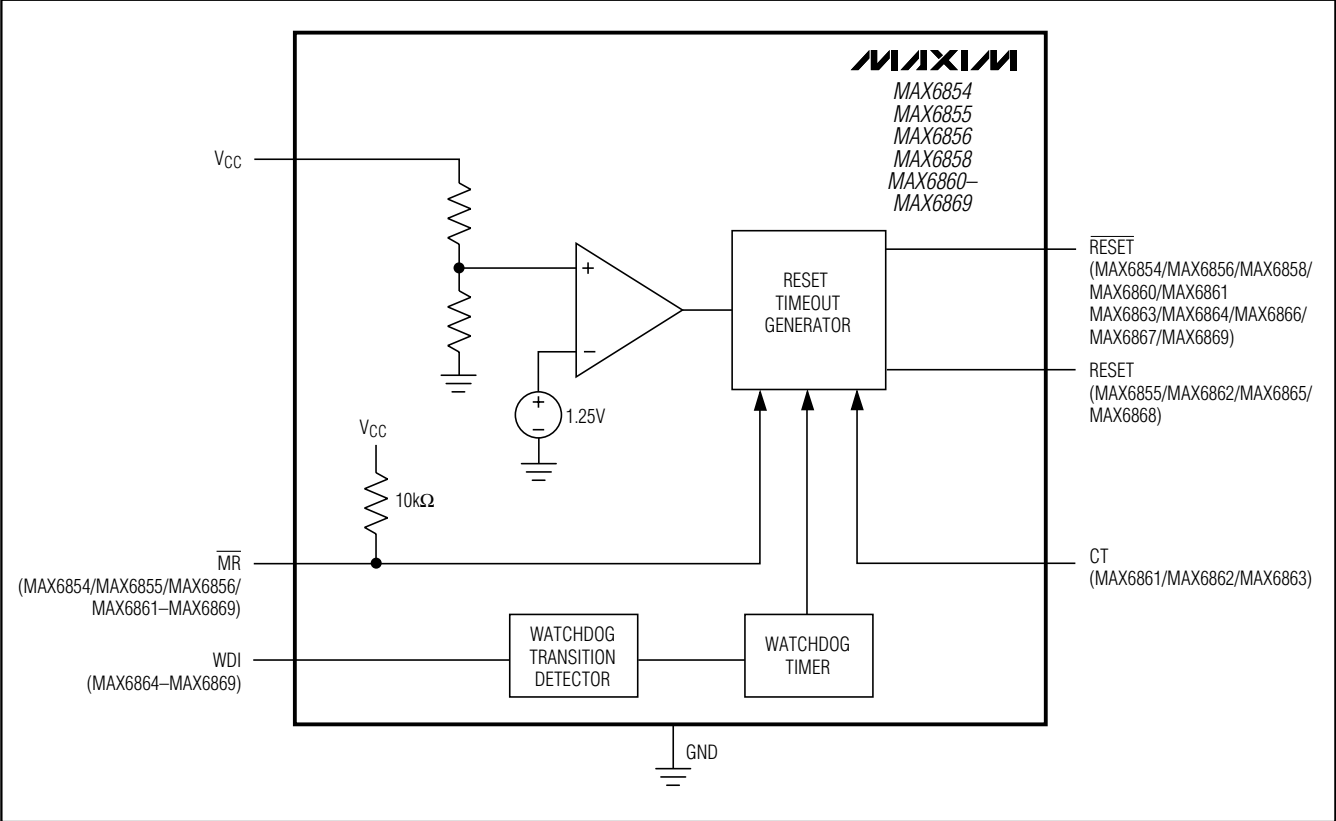 MAXIM
MAX6854
MAX6855
MAX6856
MAX6858
MAX6860–
MAX6869
VCC
+
−
RESET
TIMEOUT
GENERATOR
RESET
(MAX6854/MAX6856/MAX6858/
MAX6860/MAX6861
MAX6863/MAX6864/MAX6866/
MAX6867/MAX6869)
RESET
(MAX6855/MAX6862/MAX6865/
MAX6868)
+
−
1.25V
VCC
10kΩ
MR
(MAX6854/MAX6855/MAX6856/
MAX6861–MAX6869)
CT
(MAX6861/MAX6862/MAX6863)
WDI
(MAX6864–MAX6869)
WATCHDOG
TRANSITION
DETECTOR
WATCHDOG
TIMER
GND